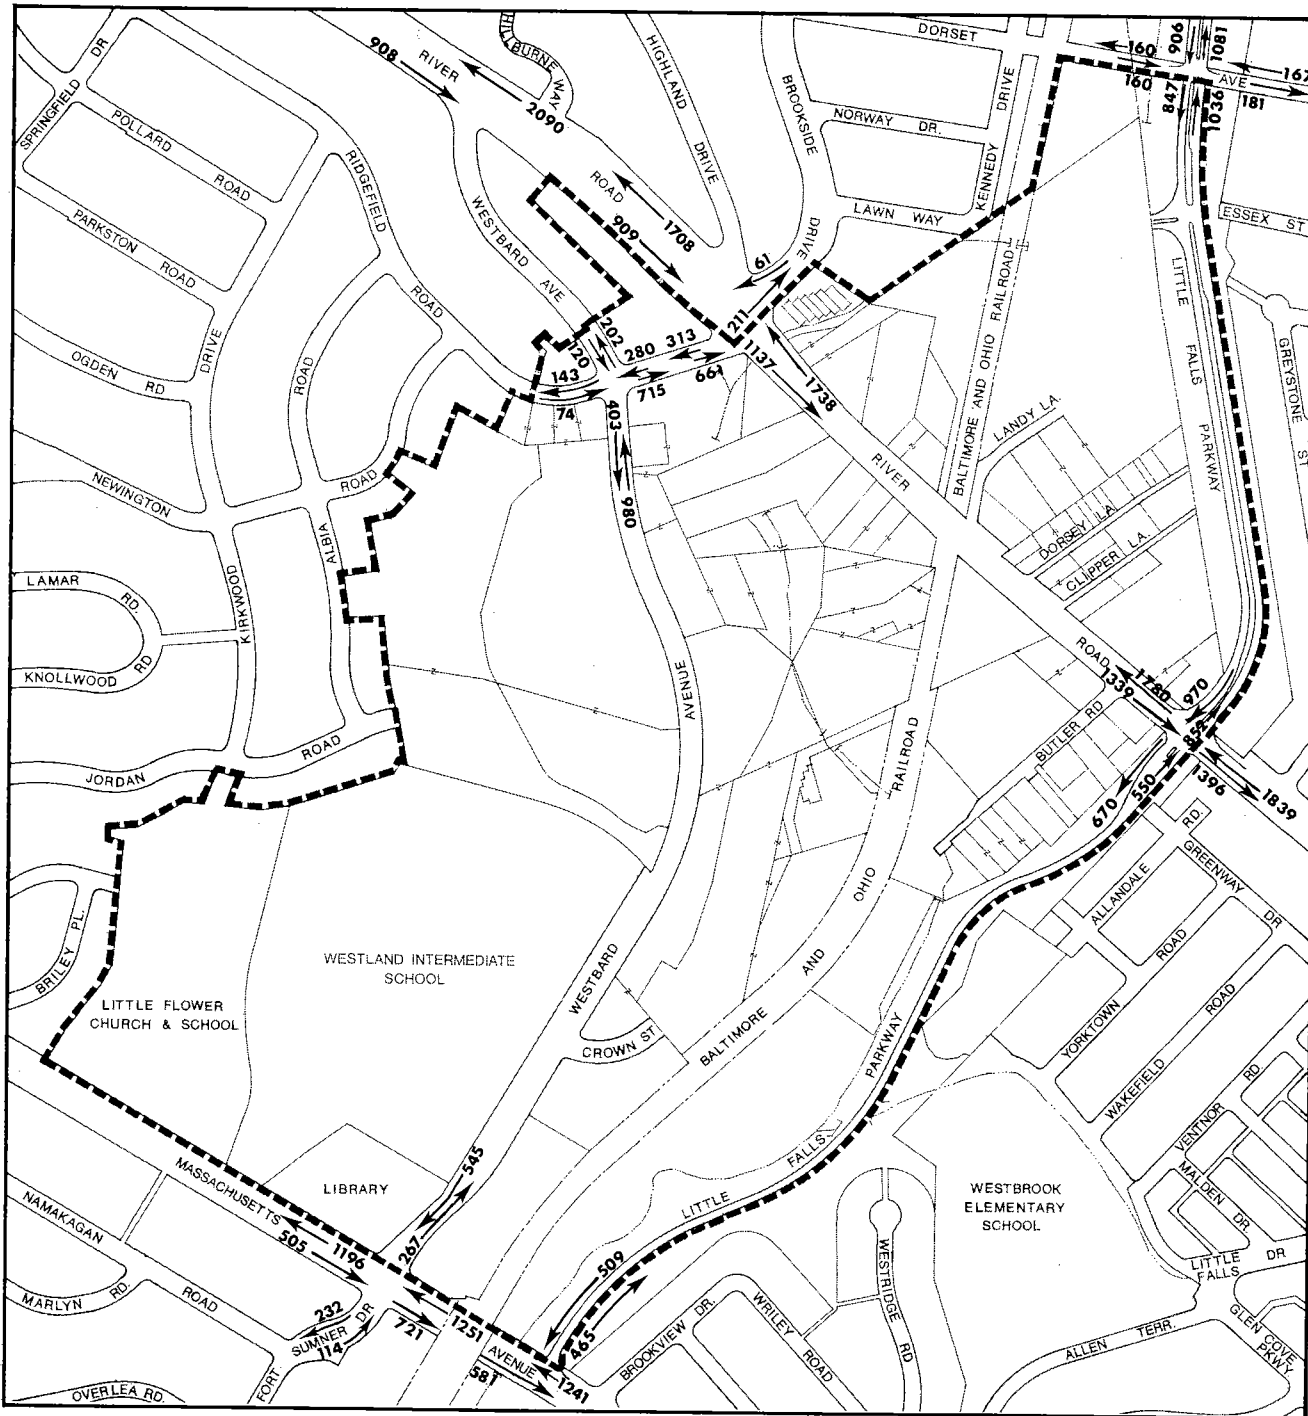 SPRINGFIELD DR
POLLARD ROAD
PARKSTON ROAD
OGDEN RD
RIDGEFIELD ROAD
DRIVE
ROAD
908
RIVER
2090
HIGHLAND DRIVE
BROOKSIDE DRIVE
DORSET
160
160
906
1081
AVE
167
181
847
1036
NORWAY DR.
KENNEDY DRIVE
LAWN WAY
ESSEX ST
WESTBARD AVE
ROAD
909
1708
61
211
LITTLE FALLS PARKWAY
GREYSTONE ST
BALTIMORE AND OHIO RAILROAD
120
202
280
313
143
74
715
661
1137
1738
403
980
RIVER
LANDY LA.
DORSEY LA.
CLIPPER LA.
NEWINGTON
ROAD
ALBIA
KIRKWOOD
LAMAR RD.
KNOLLWOOD RD
JORDAN ROAD
AVENUE
ROAD
1339
1780
970
852
BUTLER RD
RAILROAD
670
550
1396
1839
ALLANDALE RD.
GREENWAY DR
OHIO
AND
BALTIMORE
BRILEY PL.
WESTLAND INTERMEDIATE
SCHOOL
LITTLE FLOWER
CHURCH & SCHOOL
WESTBARD
CROWN ST
PARKWAY
FALLS
LITTLE
YORKTOWN ROAD
WAKEFIELD ROAD
VENTNOR RD.
MALDEN DR.
LITTLE FALLS DR
WESTBROOK
ELEMENTARY
SCHOOL
MASSACHUSETTS
LIBRARY
545
267
NAMAKAGAN ROAD
505
1196
MARLYN RD.
232
SUMNER
114
FORT
DR
721
1251
AVENUE
581
1241
509
465
OVERLEA RD.
BROOKVIEW DR.
WRILEY ROAD
WESTRIDGE RD
ALLEN TERR.
GLEN COVE PKWY